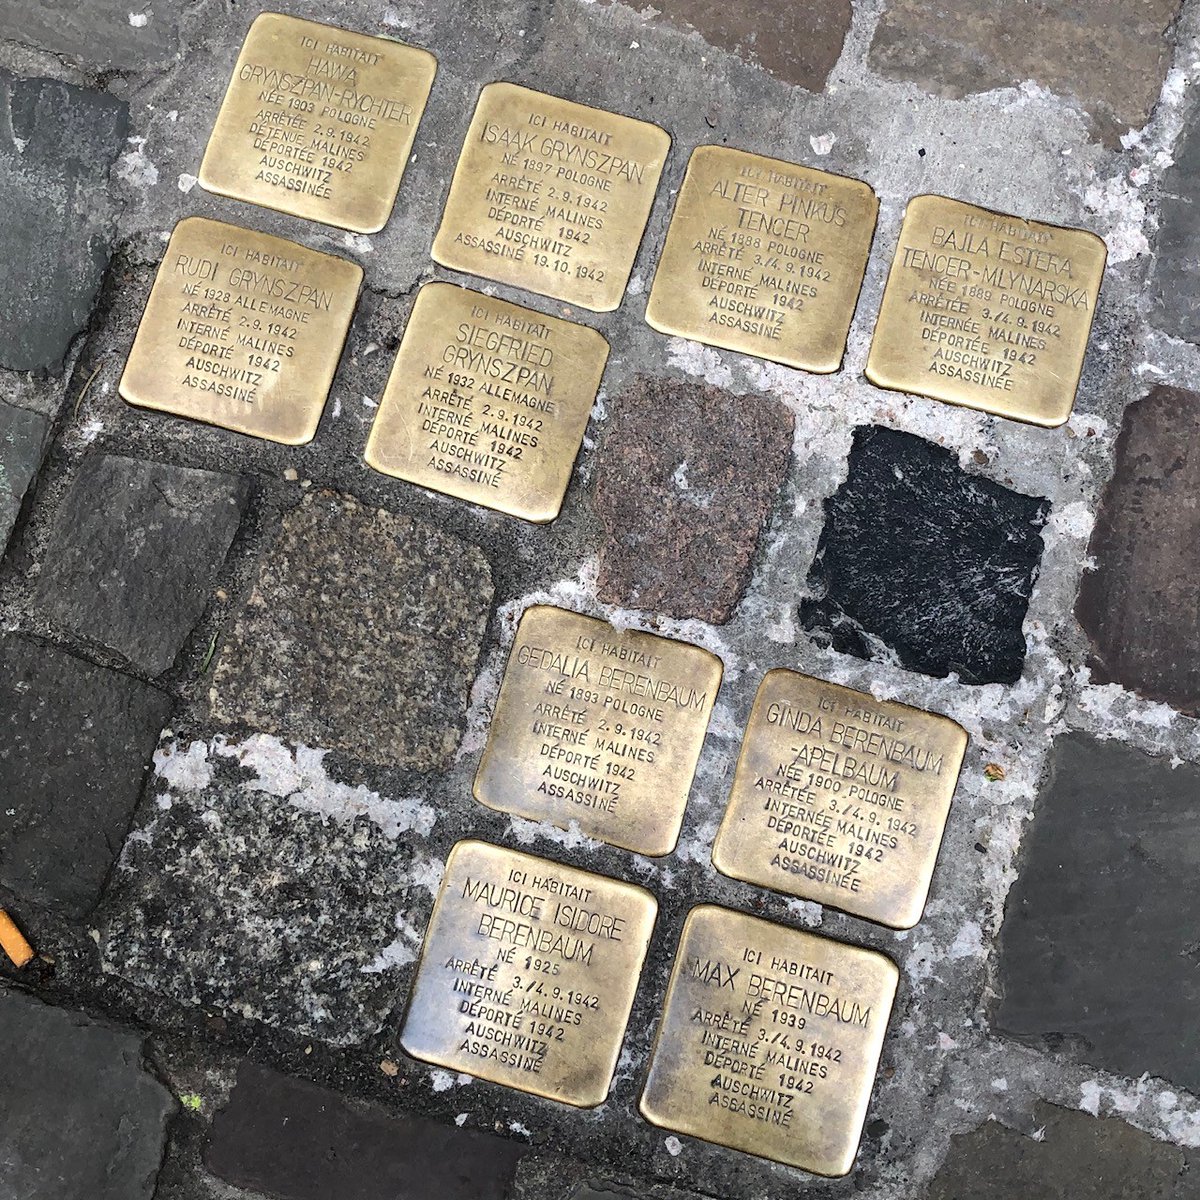 ICI HABITAIT
HAWA
GRYNSZPAN-RYCHTER
NÉE 1903 POLOGNE
ARRÊTÉE 2.9.1942
DÉTENUE MALINES
DÉPORTÉE 1942
AUSCHWITZ
ASSASSINÉE
ICI HABITAIT
ISAAK GRYNSZPAN
NÉ 1897 POLOGNE
ARRÊTÉ 2.9.1942
INTERNÉ MALINES
DÉPORTÉ 1942
AUSCHWITZ
ASSASSINÉ 19.10.1942
ICI HABITAIT
ALTER PINKUS
TENCER
NÉ 1888 POLOGNE
ARRÊTÉ 3./4.9.1942
INTERNÉ MALINES
DÉPORTÉ 1942
AUSCHWITZ
ASSASSINÉ
ICI HABITAIT
BAJLA ESTERA
TENCER-MLYNARSKA
NÉE 1889 POLOGNE
ARRÊTÉE 3./4.9.1942
INTERNÉE MALINES
DÉPORTÉE 1942
AUSCHWITZ
ASSASSINÉE
ICI HABITAIT
RUDI GRYNSZPAN
NÉ 1928 ALLEMAGNE
ARRÊTÉ 2.9.1942
INTERNÉ MALINES
DÉPORTÉ 1942
AUSCHWITZ
ASSASSINÉ
ICI HABITAIT
SIEGFRIED
GRYNSZPAN
NÉ 1932 ALLEMAGNE
ARRÊTÉ 2.9.1942
INTERNÉ MALINES
DÉPORTÉ 1942
AUSCHWITZ
ASSASSINÉ
ICI HABITAIT
GEDALIA BERENBAUM
NÉ 1893 POLOGNE
ARRÊTÉ 2.9.1942
INTERNÉ MALINES
DÉPORTÉ 1942
AUSCHWITZ
ASSASSINÉ
ICI HABITAIT
GINDA BERENBAUM
-APELBAUM
NÉE 1900 POLOGNE
ARRÊTÉE 3./4.9.1942
INTERNÉE MALINES
DÉPORTÉE 1942
AUSCHWITZ
ASSASSINÉE
ICI HABITAIT
MAURICE ISIDORE
BERENBAUM
NÉ 1925
ARRÊTÉ 3./4.9.1942
INTERNÉ MALINES
DÉPORTÉ 1942
AUSCHWITZ
ASSASSINÉ
ICI HABITAIT
MAX BERENBAUM
NÉ 1939
ARRÊTÉ 3./4.9.1942
INTERNÉ MALINES
DÉPORTÉ 1942
AUSCHWITZ
ASSASSINÉ